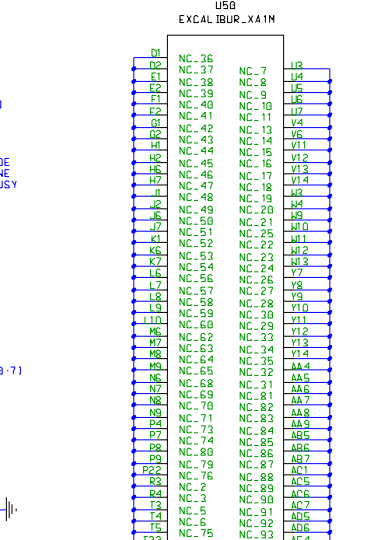 U50
EXCALIBUR_XA1M
D1 NC_36
D2 NC_37 NC_7 U3
E1 NC_38 NC_8 U4
E2 NC_39 NC_9 U5
F1 NC_40 NC_10 U6
F2 NC_41 NC_11 U7
G1 NC_42 NC_13 V4
G2 NC_43 NC_14 V6
H1 NC_44 NC_15 V11
H2 NC_45 NC_16 V12
H6 NC_46 NC_17 V13
H7 NC_47 NC_18 V14
J1 NC_48 NC_19 W3
J2 NC_49 NC_20 W4
J6 NC_50 NC_21 W9
J7 NC_51 NC_25 W10
K1 NC_52 NC_22 W11
K6 NC_53 NC_23 W12
K7 NC_54 NC_24 W13
L6 NC_56 NC_26 Y7
L7 NC_57 NC_27 Y8
L8 NC_58 NC_28 Y9
L9 NC_59 NC_30 Y10
L10 NC_60 NC_29 Y11
M6 NC_62 NC_33 Y12
M7 NC_63 NC_34 Y13
M8 NC_64 NC_35 Y14
M9 NC_65 NC_32 AA4
N6 NC_68 NC_31 AA5
N7 NC_69 NC_81 AA6
N8 NC_70 NC_82 AA7
N9 NC_71 NC_83 AA8
P4 NC_73 NC_84 AA9
P7 NC_74 NC_85 AB5
P8 NC_80 NC_86 AB6
P9 NC_79 NC_87 AB7
P22 NC_76 NC_88 AC1
R3 NC_2 NC_89 AC5
R4 NC_3 NC_90 AC6
T3 NC_5 NC_91 AC7
T4 NC_6 NC_92 AD5
T5 NC_75 NC_93 AD6